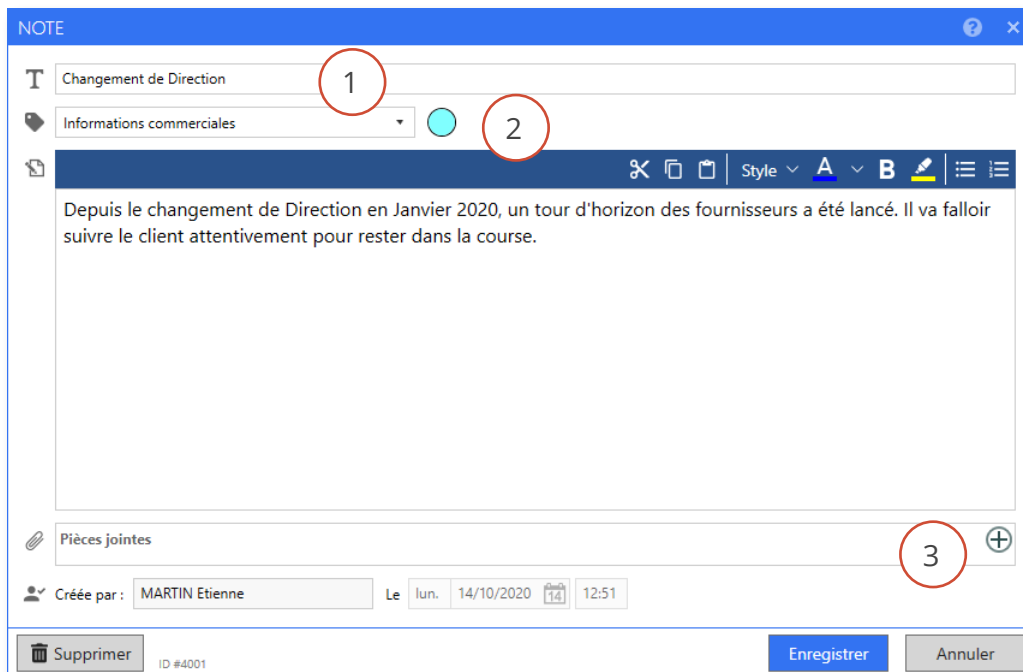 NOTE
Changement de Direction
1
Informations commerciales
2
Style A B
Depuis le changement de Direction en Janvier 2020, un tour d'horizon des fournisseurs a été lancé. Il va falloir
suivre le client attentivement pour rester dans la course.
Pièces jointes
3
Créée par : MARTIN Etienne Le lun. 14/10/2020 14 12:51
Supprimer ID #4001 Enregistrer Annuler